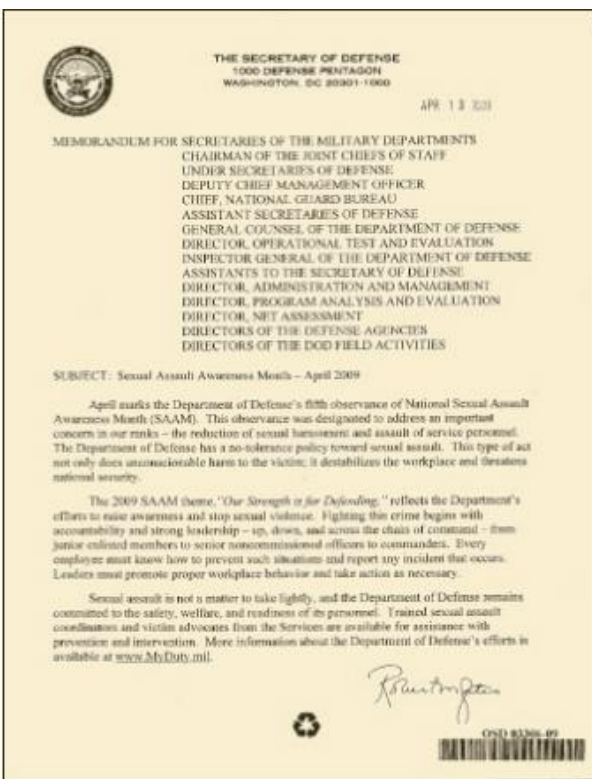 THE SECRETARY OF DEFENSE
1000 DEFENSE PENTAGON
WASHINGTON, DC 20301-1000
APR 13 2009
MEMORANDUM FOR SECRETARIES OF THE MILITARY DEPARTMENTS
CHAIRMAN OF THE JOINT CHIEFS OF STAFF
UNDER SECRETARIES OF DEFENSE
DEPUTY CHIEF MANAGEMENT OFFICER
CHIEF, NATIONAL GUARD BUREAU
ASSISTANT SECRETARIES OF DEFENSE
GENERAL COUNSEL OF THE DEPARTMENT OF DEFENSE
DIRECTOR, OPERATIONAL TEST AND EVALUATION
INSPECTOR GENERAL OF THE DEPARTMENT OF DEFENSE
ASSISTANTS TO THE SECRETARY OF DEFENSE
DIRECTOR, ADMINISTRATION AND MANAGEMENT
DIRECTOR, PROGRAM ANALYSIS AND EVALUATION
DIRECTOR, NET ASSESSMENT
DIRECTORS OF THE DEFENSE AGENCIES
DIRECTORS OF THE DOD FIELD ACTIVITIES
SUBJECT: Sexual Assault Awareness Month – April 2009
April marks the Department of Defense's fifth observance of National Sexual Assault
Awareness Month (SAAM). This observance was designated to address an important
concern in our ranks – the reduction of sexual harassment and assault of service personnel.
The Department of Defense has a no-tolerance policy toward sexual assault. This type of act
not only does unconscionable harm to the victim; it destabilizes the workplace and threatens
national security.
The 2009 SAAM theme, "Our Strength is for Defending," reflects the Department's
efforts to raise awareness and stop sexual violence. Fighting this crime begins with
accountability and strong leadership – up, down, and across the chain of command – from
junior enlisted members to senior noncommissioned officers to commanders. Every
employee must know how to prevent such situations and report any incident that occurs.
Leaders must promote proper workplace behavior and take action as necessary.
Sexual assault is not a matter to take lightly, and the Department of Defense remains
committed to the safety, welfare, and readiness of its personnel. Trained sexual assault
coordinators and victim advocates from the Services are available for assistance with
prevention and intervention. More information about the Department of Defense's efforts is
available at www.MyDuty.mil.
OSD 03306-09